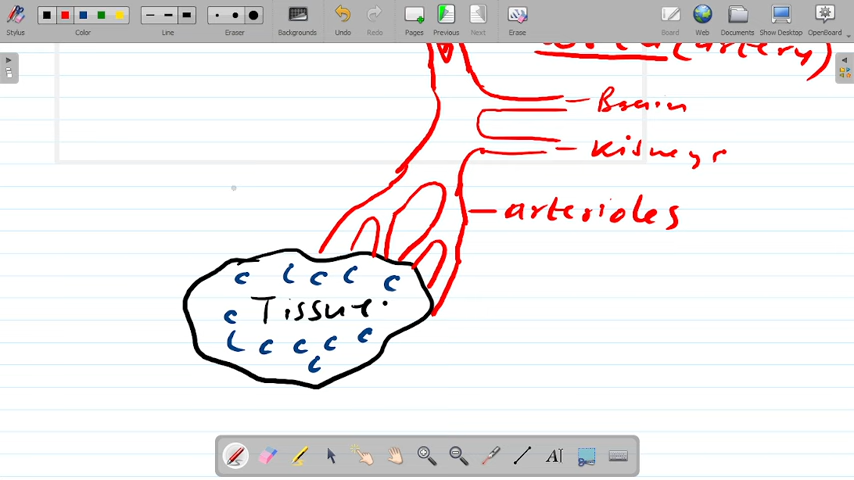 Stylus
Color
Line
Eraser
Backgrounds
Undo
Redo
Pages
Previous
Next
Erase
Board
Web
Documents
Show Desktop
OpenBoard
(artery)
- Brain
- Kisneys
- arterioles
c c c c c
Tissue.
c
c c c c c
c